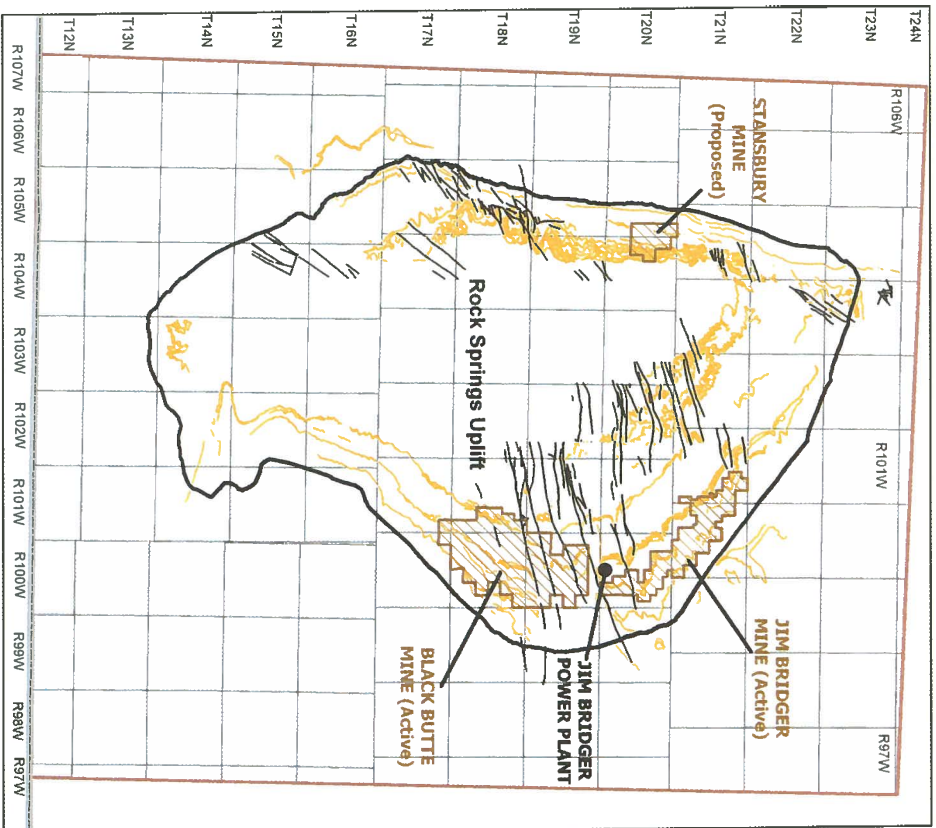 T24N
T23N
T22N
T21N
T20N
T19N
T18N
T17N
T16N
T15N
T14N
T13N
T12N
R106W
R101W
R97W
STANSBURY
MINE
(Proposed)
Rock Springs Uplift
JIM BRIDGER
MINE (Active)
JIM BRIDGER
POWER PLANT
BLACK BUTTE
MINE (Active)
R107W
R106W
R105W
R104W
R103W
R102W
R101W
R100W
R99W
R98W
R97W